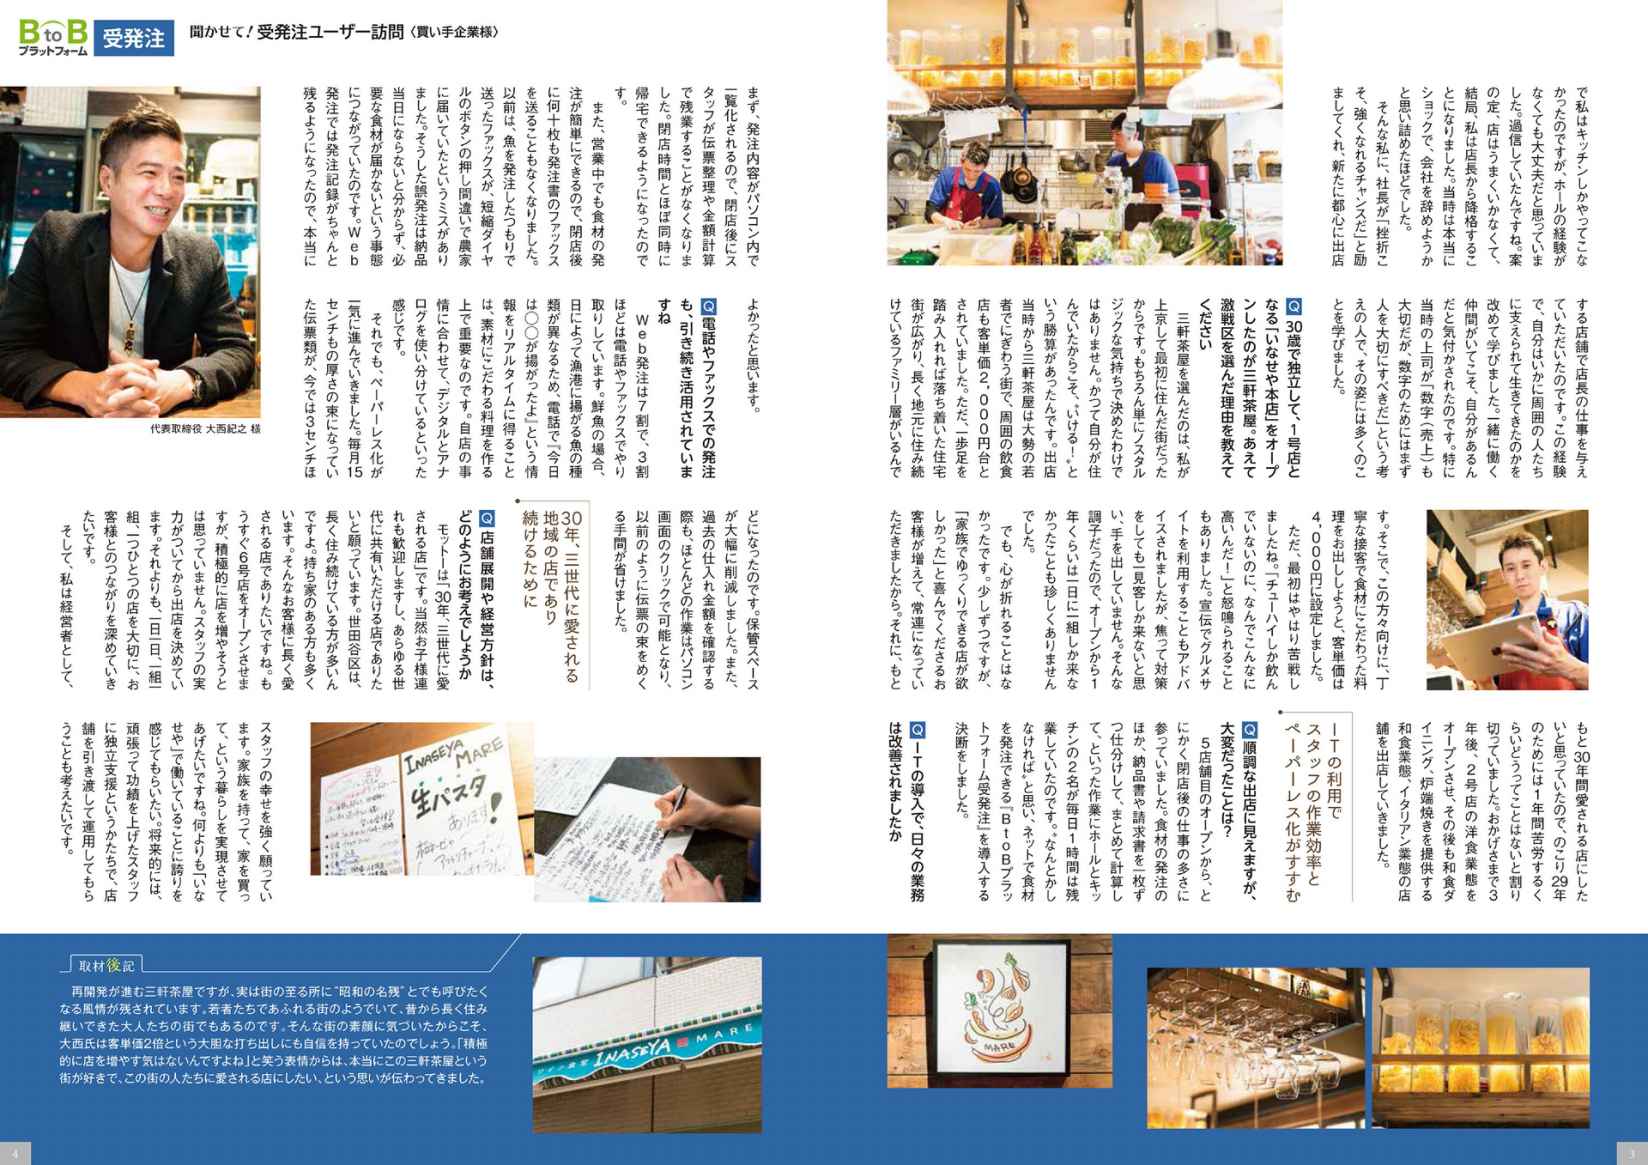 で私はキッチンしかやってこな
かったのですが、ホールの経験が
なくても大丈夫だと思っていま
した。過信していたんですね。案
の定、店はうまくいかなくて、
結局、私は店長から降格するこ
とになりました。当時は本当に
ショックで、会社を辞めようか
と思い詰めたほどでした。
そんな私に、社長が「挫折こ
そ、強くなれるチャンスだ」と励
ましてくれ、新たに都心に出店
する店舗で店長の仕事を与え
ていただいたのです。この経験
で、自分はいかに周囲の人たち
に支えられて生きてきたのかを
改めて学びました。一緒に働く
仲間がいてこそ、自分があるん
だと気付かされたのです。特に
当時の上司が「数字(売上)も
大切だが、数字のためにはまず
人を大切にすべきだ」という考
えの人で、その姿には多くのこ
とを学びました。
Q 30歳で独立して、1号店と
なる「いなせや本店」をオープ
ンしたのが三軒茶屋。あえて
激戦区を選んだ理由を教えて
ください
三軒茶屋を選んだのは、私が
上京して最初に住んだ街だった
からです。もちろん単にノスタル
ジックな気持ちで決めたわけで
はありません。かつて自分が住
んでいたからこそ、“いける!”と
いう勝算があったんです。出店
当時から三軒茶屋は大勢の若
者でにぎわう街で、周囲の飲食
店も客単価2,000円台と
されていました。ただ、一歩足を
踏み入れれば落ち着いた住宅
街が広がり、長く地元に住み続
けているファミリー層がいるんで
す。そこで、この方々向けに、丁
寧な接客で食材にこだわった料
理をお出ししようと、客単価は
4,000円に設定しました。
ただ、最初はやはり苦戦し
ましたね。「チューハイしか飲ん
でいないのに、なんでこんなに
高いんだ!」と怒鳴られること
もありました。宣伝でグルメサ
イトを利用することもアドバ
イスされましたが、焦って対策
をしても一見客しか来ないと思
い、手を出していません。そんな
調子だったので、オープンから1
年くらいは一日に一組しか来な
かったことも珍しくありません
でした。
でも、心が折れることはな
かったです。少しずつですが、
「家族でゆっくりできる店が欲
しかった」と喜んでくださるお
客様が増えて、常連になってい
ただきましたから。それに、もと
もと30年間愛される店にした
いと思っていたので、のこり29年
のためには1年間苦労するく
らいどうってことはないと割り
切っていました。おかげさまで3
年後、2号店の洋食業態を
オープンさせ、その後も和食ダ
イニング、炉端焼きを提供する
和食業態、イタリアン業態の店
舗を出店していきました。
ITの利用で
スタッフの作業効率と
ペーパーレス化がすすむ
Q 順調な出店に見えますが、
大変だったことは?
5店舗目のオープンから、と
にかく閉店後の仕事の多さに
参っていました。食材の発注の
ほか、納品書や請求書を一枚ず
つ仕分けして、まとめて計算し
て、といった作業にホールとキッ
チンの2名が毎日1時間は残
業していたのです。“なんとかし
なければ”と思い、ネットで食材
を発注できる『BtoBプラッ
トフォーム受発注』を導入する
決断をしました。
Q ITの導入で、日々の業務
は改善されましたか
3
BtoB
プラットフォーム
受発注
聞かせて!受発注ユーザー訪問〈買い手企業様〉
代表取締役 大西紀之 様
まず、発注内容がパソコン内で
一覧化されるので、閉店後にス
タッフが伝票整理や金額計算
で残業することがなくなりま
した。閉店時間とほぼ同時に
帰宅できるようになったので
す。
また、営業中でも食材の発
注が簡単にできるので、閉店後
に何十枚も発注書のファックス
を送ることもなくなりました。
以前は、魚を発注したつもりで
送ったファックスが、短縮ダイヤ
ルのボタンの押し間違いで農家
に届いていたというミスがあり
ました。そうした誤発注は納品
当日にならないと分からず、必
要な食材が届かないという事態
につながっていたのです。Web
発注では発注記録がちゃんと
残るようになったので、本当に
よかったと思います。
Q 電話やファックスでの発注
も、引き続き活用されていま
すね
Web発注は7割で、3割
ほどは電話やファックスでやり
取りしています。鮮魚の場合、
日によって漁港に揚がる魚の種
類が異なるため、電話で「今日
は〇〇が揚がったよ」という情
報をリアルタイムに得ること
は、素材にこだわる料理を作る
上で重要なのです。自店の事
情に合わせて、デジタルとアナ
ログを使い分けているといった
感じです。
それでも、ペーパーレス化が
一気に進んでいきました。毎月15
センチもの厚さの束になってい
た伝票類が、今では3センチほ
どになったのです。保管スペース
が大幅に削減しました。また、
過去の仕入れ金額を確認する
際も、ほとんどの作業はパソコン
画面のクリックで可能となり、
以前のように伝票の束をめく
る手間が省けました。
30年、三世代に愛される
地域の店であり
続けるために
Q 店舗展開や経営方針は、
どのようにお考えでしょうか
モットーは「30年、三世代に愛
される店」です。当然お子様連
れも歓迎しますし、あらゆる世
代に共有いただける店でありた
いと願っています。世田谷区は、
長く住み続けている方が多いん
ですよ。持ち家のある方も多く
います。そんなお客様に長く愛
される店でありたいですね。も
うすぐ6号店をオープンさせま
すが、積極的に店を増やそうと
は思っていません。スタッフの実
力がついてから出店を決めてい
ます。それよりも、一日一日、一組一
組、一つひとつの店を大切に、お
客様とのつながりを深めていき
たいです。
そして、私は経営者として、
スタッフの幸せを強く願ってい
ます。家族を持って、家を買っ
て、という暮らしを実現させて
あげたいですね。何よりも「いな
せや」で働いていることに誇りを
感じてもらいたい。将来的には、
頑張って功績を上げたスタッフ
に独立支援というかたちで、店
舗を引き渡して運用してもら
うことも考えたいです。
INASEYA MARE
生パスタ
あります!
取材後記
再開発が進む三軒茶屋ですが、実は街の至る所に“昭和の名残”とでも呼びたく
なる風情が残されています。若者たちであふれる街のようでいて、昔から長く住み
継いできた大人たちの街でもあるのです。そんな街の素顔に気づいたからこそ、
大西氏は客単価2倍という大胆な打ち出しにも自信を持っていたのでしょう。「積極
的に店を増やす気はないんですよね」と笑う表情からは、本当にこの三軒茶屋という
街が好きで、この街の人たちに愛される店にしたい、という思いが伝わってきました。
INASEYA MARE
MARE
4